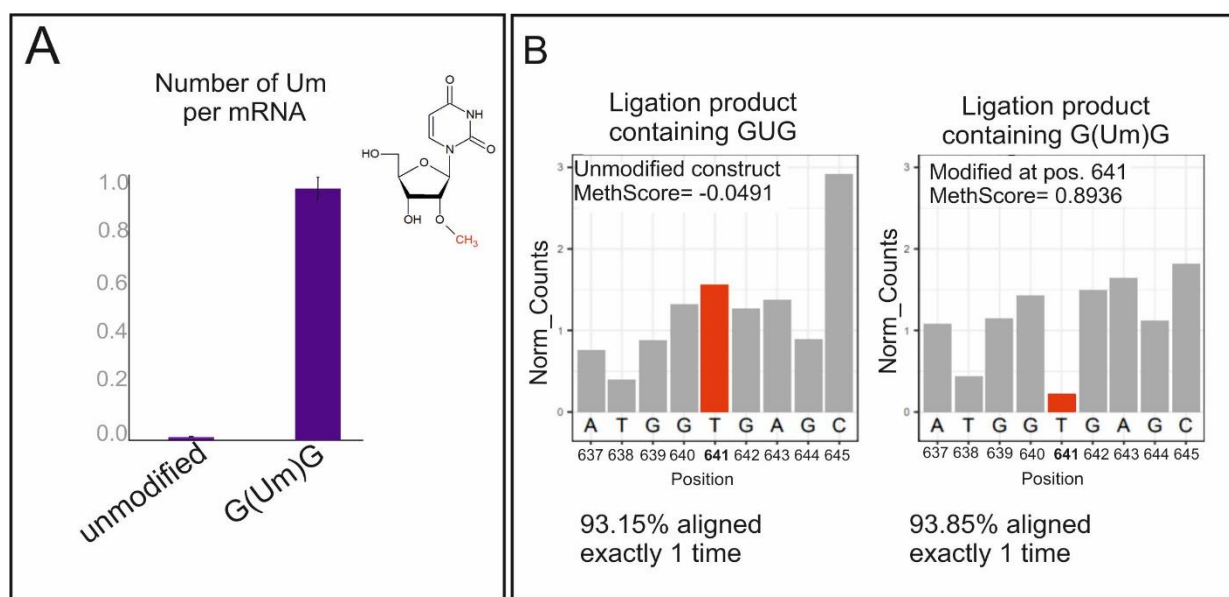 A
Number of Um
per mRNA
O
NH
N
O
HO
O
OH
O
CH3
1.0
0.8
0.6
0.4
0.2
0.0
unmodified
G(Um)G
B
Ligation product
containing GUG
Unmodified construct
MethScore= -0.0491
3
2
1
0
Norm_Counts
A T G G T G A G C
637 638 639 640 641 642 643 644 645
Position
93.15% aligned
exactly 1 time
Ligation product
containing G(Um)G
Modified at pos. 641
MethScore= 0.8936
3
2
1
0
Norm_Counts
A T G G T G A G C
637 638 639 640 641 642 643 644 645
Position
93.85% aligned
exactly 1 time